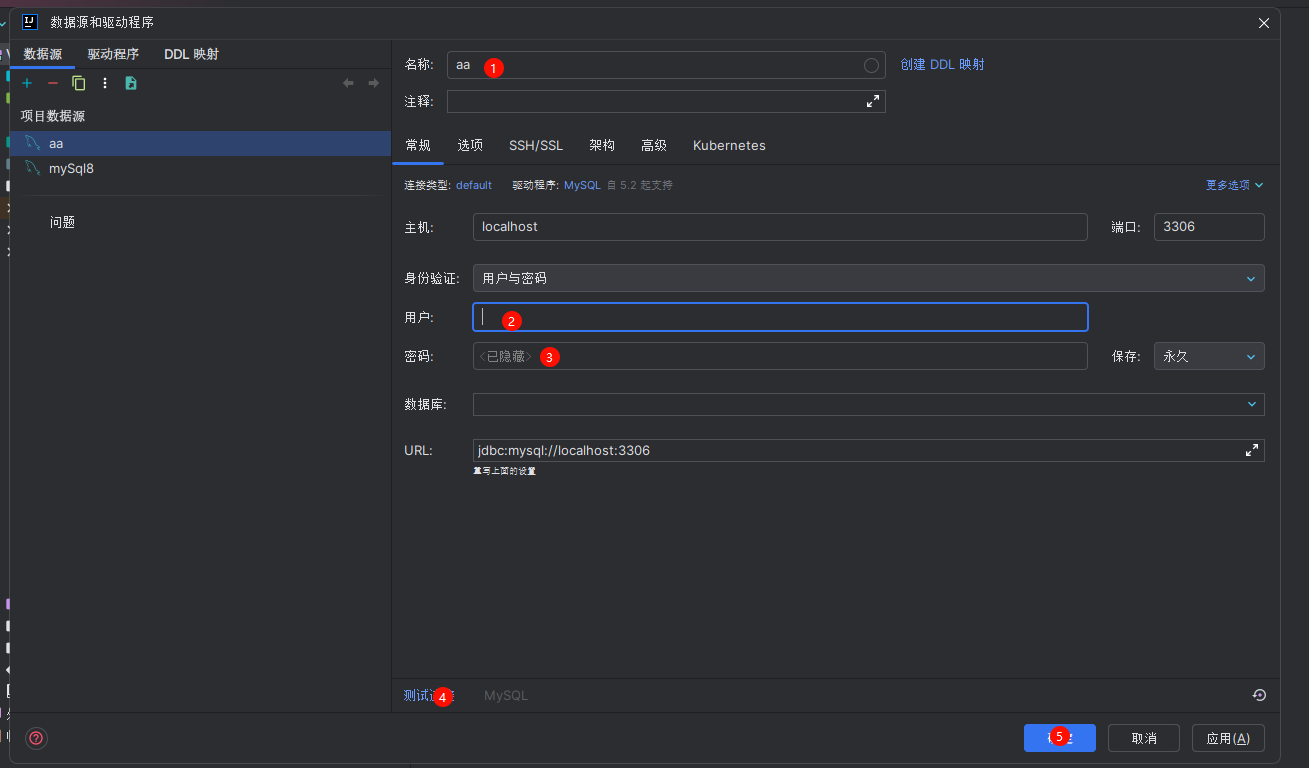 数据源和驱动程序
数据源 驱动程序 DDL 映射
项目数据源
aa
mySql8
问题
名称: aa 1 创建 DDL 映射
注释:
常规 选项 SSH/SSL 架构 高级 Kubernetes
连接类型: default 驱动程序: MySQL 自 5.2 起支持 更多选项
主机: localhost 端口: 3306
身份验证: 用户与密码
用户: 2
密码: <已隐藏> 3 保存: 永久
数据库:
URL: jdbc:mysql://localhost:3306
重写上面的设置
测试 4 MySQL
5 取消 应用(A)